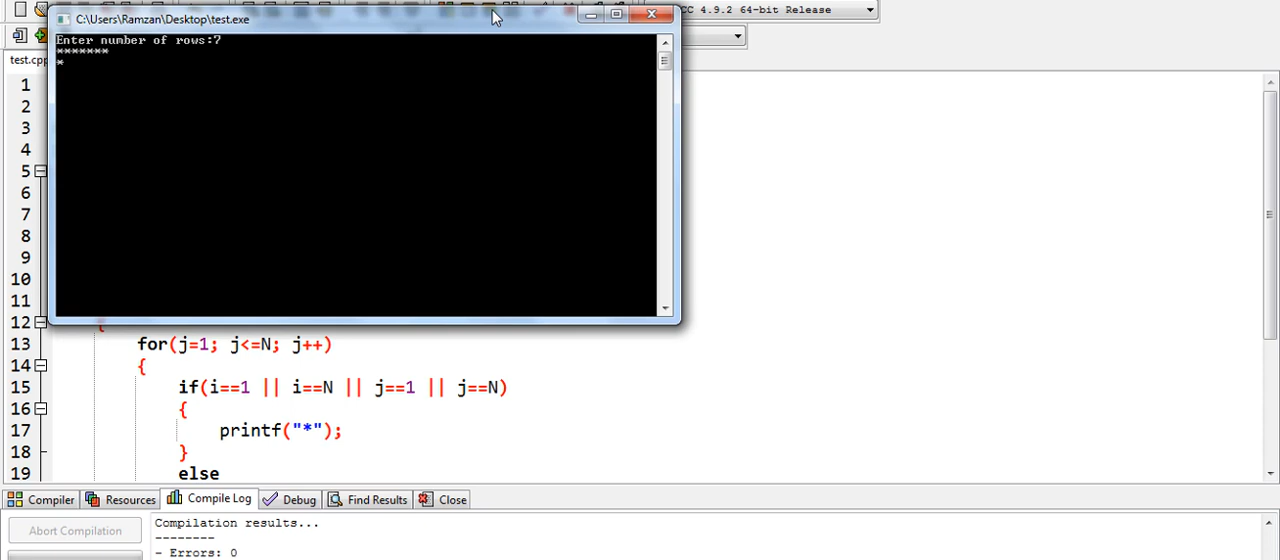 C:\Users\Ramzan\Desktop\test.exe
CC 4.9.2 64-bit Release
Enter number of rows:7
*******
*
test.cpp
1
2
3
4
5
6
7
8
9
10
11
12 {
13 for(j=1; j<=N; j++)
14 {
15 if(i==1 || i==N || j==1 || j==N)
16 {
17 printf("*");
18 }
19 else
Compiler Resources Compile Log Debug Find Results Close
Abort Compilation
Compilation results...
--------
- Errors: 0